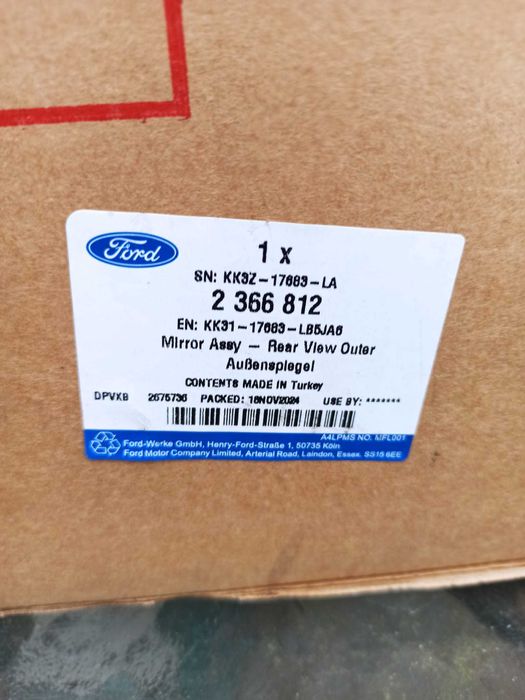 Ford
1 x
SN: KK3Z-17683-LA
2 366 812
EN: KK31-17683-LB5JA6
Mirror Assy - Rear View Outer
Außenspiegel
CONTENTS MADE IN Turkey
DPVXB 2675736 PACKED: 18NOV2024 USE BY: *******
A4LPMS NO. MFL001
Ford-Werke GmbH, Henry-Ford-Straße 1, 50735 Köln
Ford Motor Company Limited, Arterial Road, Laindon, Essex. SS15 6EE